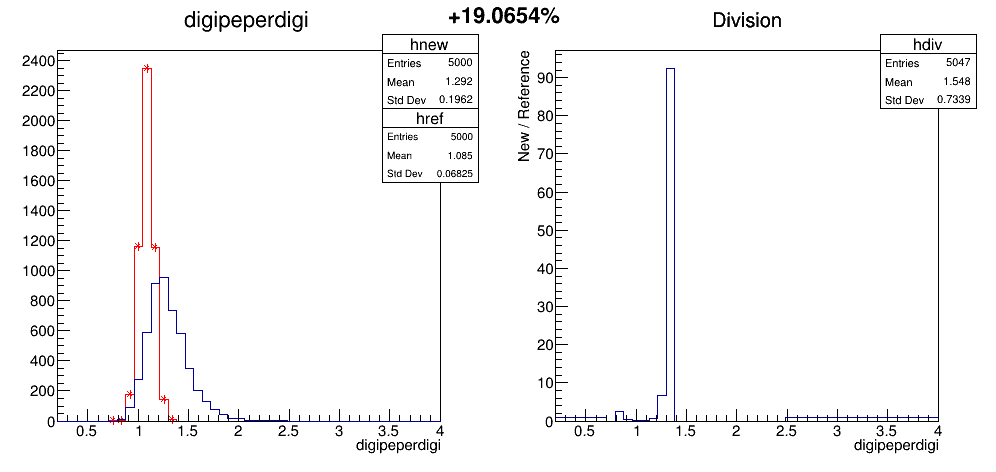 +19.0654%
digipeperdigi
hnew
Entries 5000
Mean 1.292
Std Dev 0.1962
href
Entries 5000
Mean 1.085
Std Dev 0.06825
2400
2200
2000
1800
1600
1400
1200
1000
800
600
400
200
0
0.5 1 1.5 2 2.5 3 3.5 4
digipeperdigi
Division
hdiv
Entries 5047
Mean 1.548
Std Dev 0.7339
New / Reference
90
80
70
60
50
40
30
20
10
0
0.5 1 1.5 2 2.5 3 3.5 4
digipeperdigi